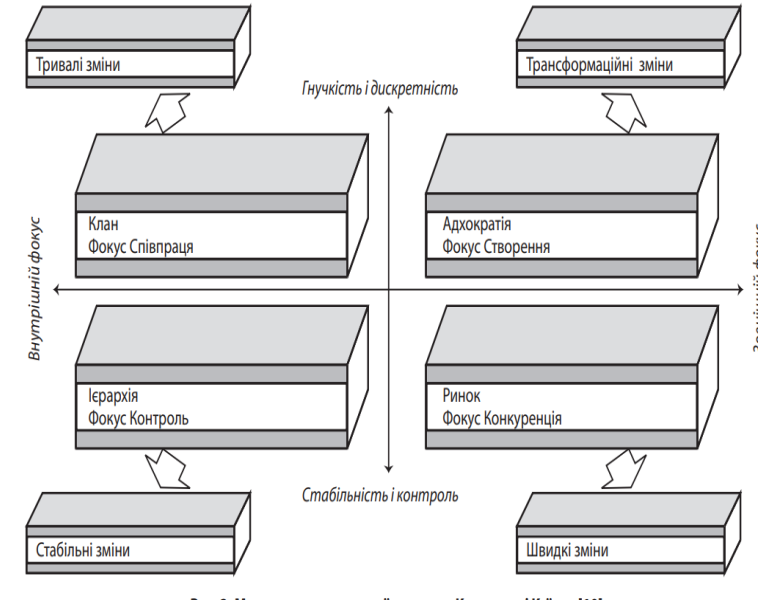 Тривалі зміни
Трансформаційні зміни
Гнучкість і дискретність
Клан
Фокус Співпраця
Адхократія
Фокус Створення
Внутрішній фокус
Ієрархія
Фокус Контроль
Ринок
Фокус Конкуренція
Стабільність і контроль
Стабільні зміни
Швидкі зміни